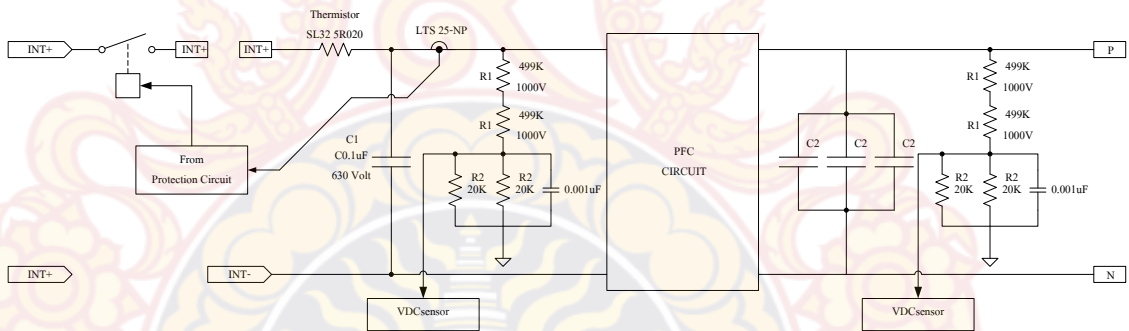 Thermistor
SL32 5R020
LTS 25-NP
INT+
INT+
INT+
P
R1
499K
1000V
R1
499K
1000V
R1
499K
1000V
R1
499K
1000V
From
Protection Circuit
C1
C0.1uF
630 Volt
R2
20K
R2
20K
0.001uF
PFC
CIRCUIT
C2
C2
C2
R2
20K
R2
20K
0.001uF
INT+
INT-
N
VDCsensor
VDCsensor